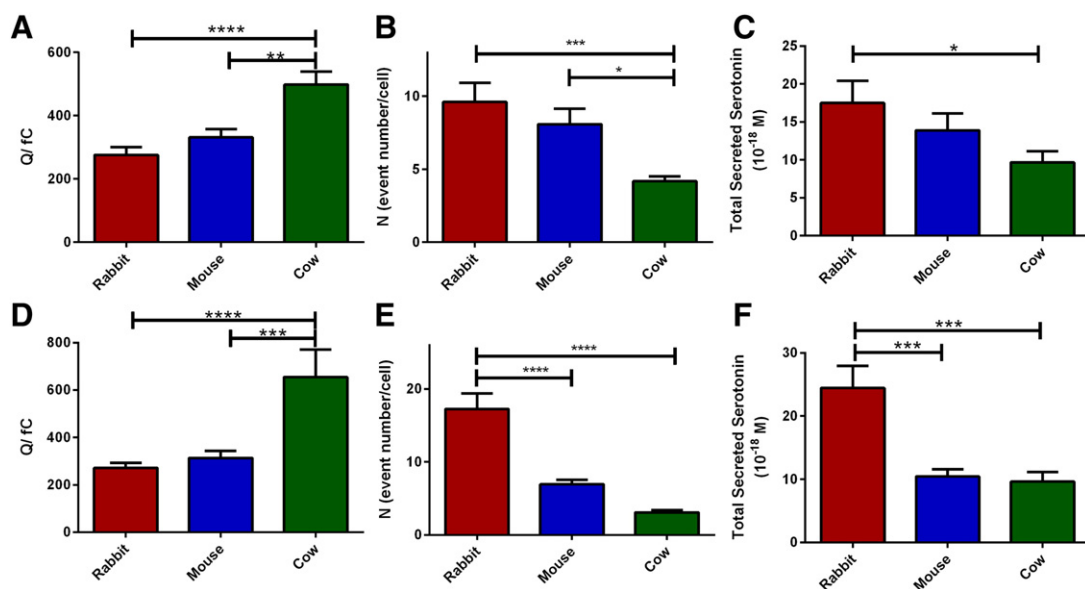 A
Q/ fC
600
400
200
0
****
**
Rabbit
Mouse
Cow
B
N (event number/cell)
10
5
0
***
*
Rabbit
Mouse
Cow
C
Total Secreted Serotonin
(10⁻¹⁸ M)
25
20
15
10
5
0
*
Rabbit
Mouse
Cow
D
Q/ fC
800
600
400
200
0
****
***
Rabbit
Mouse
Cow
E
N (event number/cell)
20
10
0
****
****
Rabbit
Mouse
Cow
F
Total Secreted Serotonin
(10⁻¹⁸ M)
30
20
10
0
***
***
Rabbit
Mouse
Cow